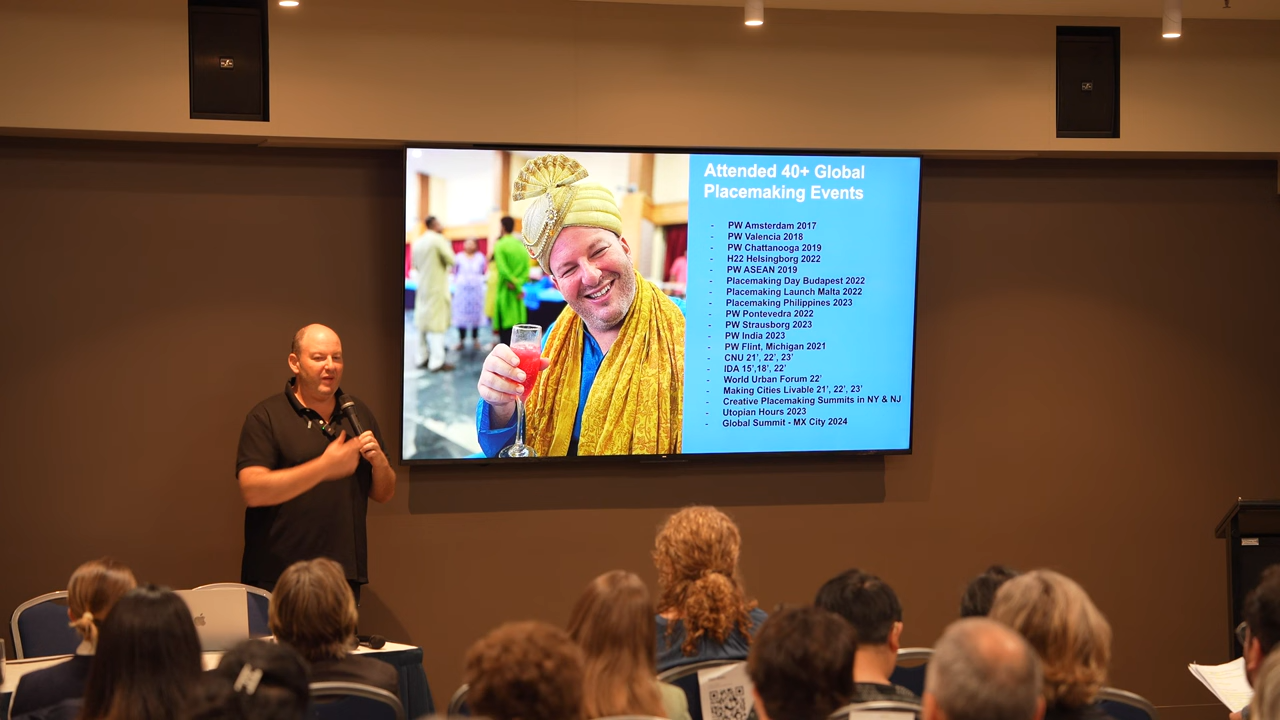 Attended 40+ Global
Placemaking Events
- PW Amsterdam 2017
- PW Valencia 2018
- PW Chattanooga 2019
- H22 Helsingborg 2022
- PW ASEAN 2019
- Placemaking Day Budapest 2022
- Placemaking Launch Malta 2022
- Placemaking Philippines 2023
- PW Pontevedra 2022
- PW Strausborg 2023
- PW India 2023
- PW Flint, Michigan 2021
- CNU 21’, 22’, 23’
- IDA 15’,18’, 22’
- World Urban Forum 22’
- Making Cities Livable 21’, 22’, 23’
- Creative Placemaking Summits in NY & NJ
- Utopian Hours 2023
- Global Summit - MX City 2024